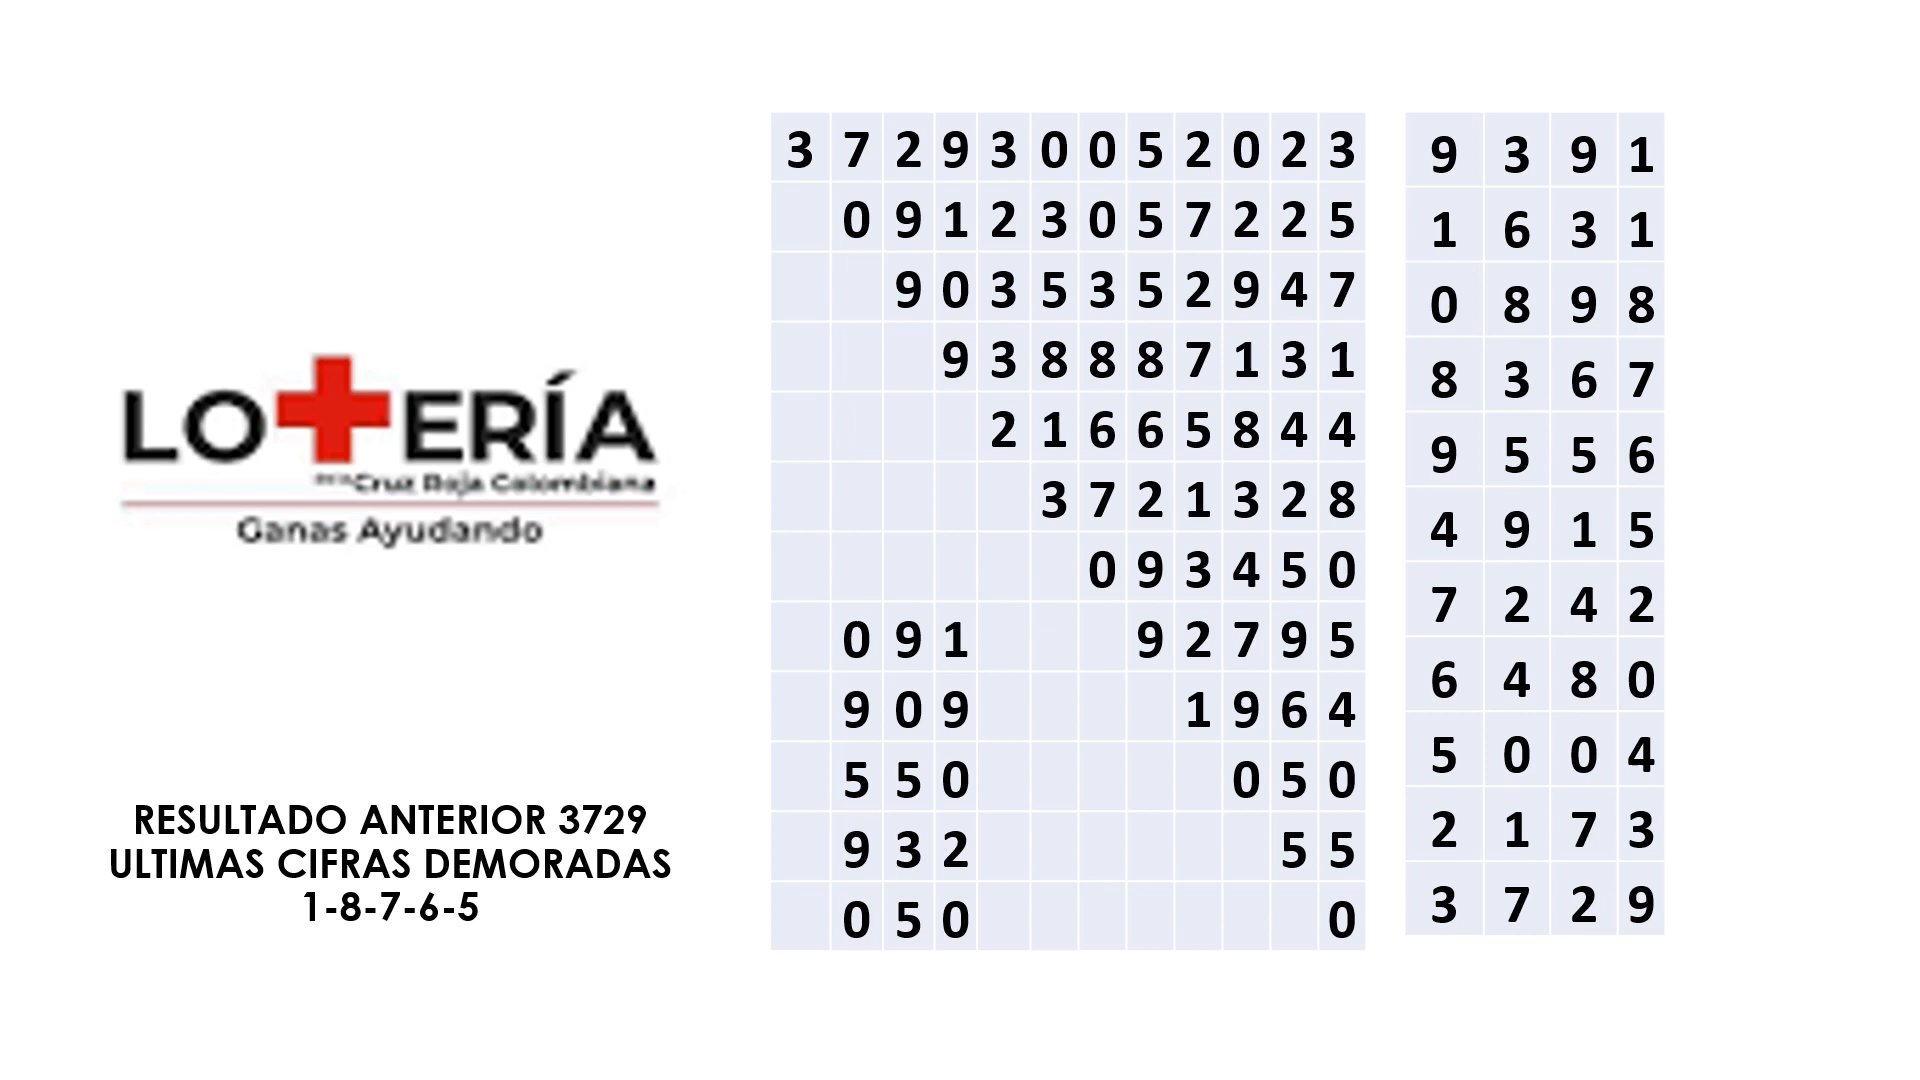 LOTERÍA
Cruz Roja Colombiana
Ganas Ayudando
RESULTADO ANTERIOR 3729
ULTIMAS CIFRAS DEMORADAS
1-8-7-6-5
3 7 2 9 3 0 0 5 2 0 2 3
0 9 1 2 3 0 5 7 2 2 5
9 0 3 5 3 5 2 9 4 7
9 3 8 8 8 7 1 3 1
2 1 6 6 5 8 4 4
3 7 2 1 3 2 8
0 9 3 4 5 0
0 9 1 9 2 7 9 5
9 0 9 1 9 6 4
5 5 0 0 5 0
9 3 2 5 5
0 5 0 0
9 3 9 1
1 6 3 1
0 8 9 8
8 3 6 7
9 5 5 6
4 9 1 5
7 2 4 2
6 4 8 0
5 0 0 4
2 1 7 3
3 7 2 9